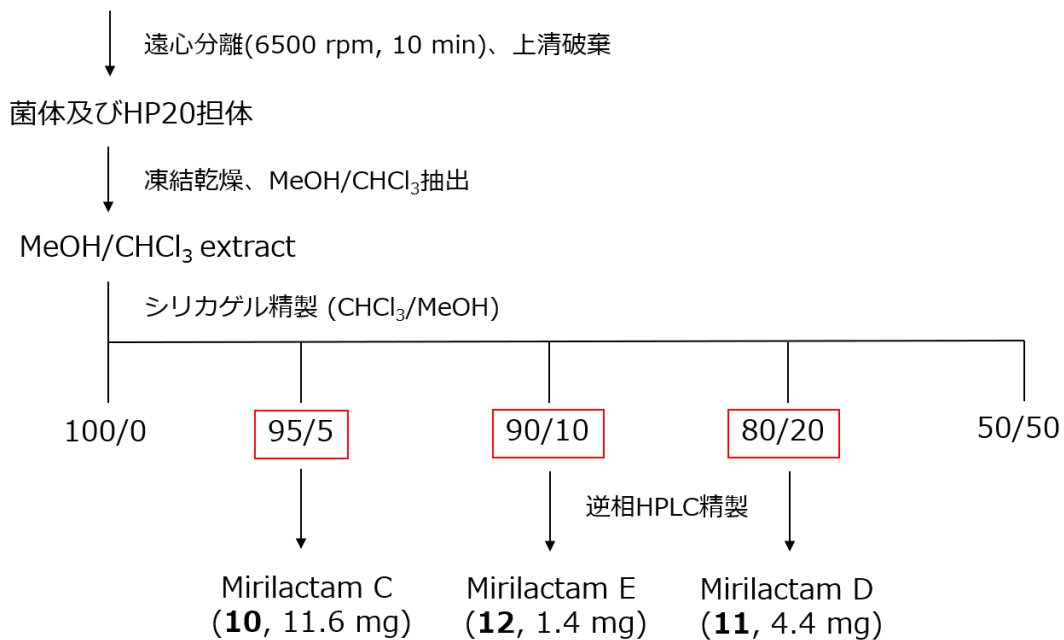 遠心分離(6500 rpm, 10 min)、上清破棄
菌体及びHP20担体
凍結乾燥、MeOH/CHCl₃抽出
MeOH/CHCl₃ extract
シリカゲル精製 (CHCl₃/MeOH)
100/0 95/5 90/10 80/20 50/50
逆相HPLC精製
Mirilactam C Mirilactam E Mirilactam D
(10, 11.6 mg) (12, 1.4 mg) (11, 4.4 mg)